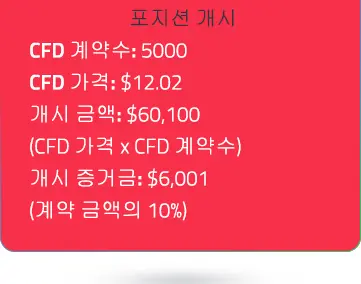 포지션 개시
CFD 계약수: 5000
CFD 가격: $12.02
개시 금액: $60,100
(CFD 가격 x CFD 계약수)
개시 증거금: $6,001
(계약 금액의 10%)